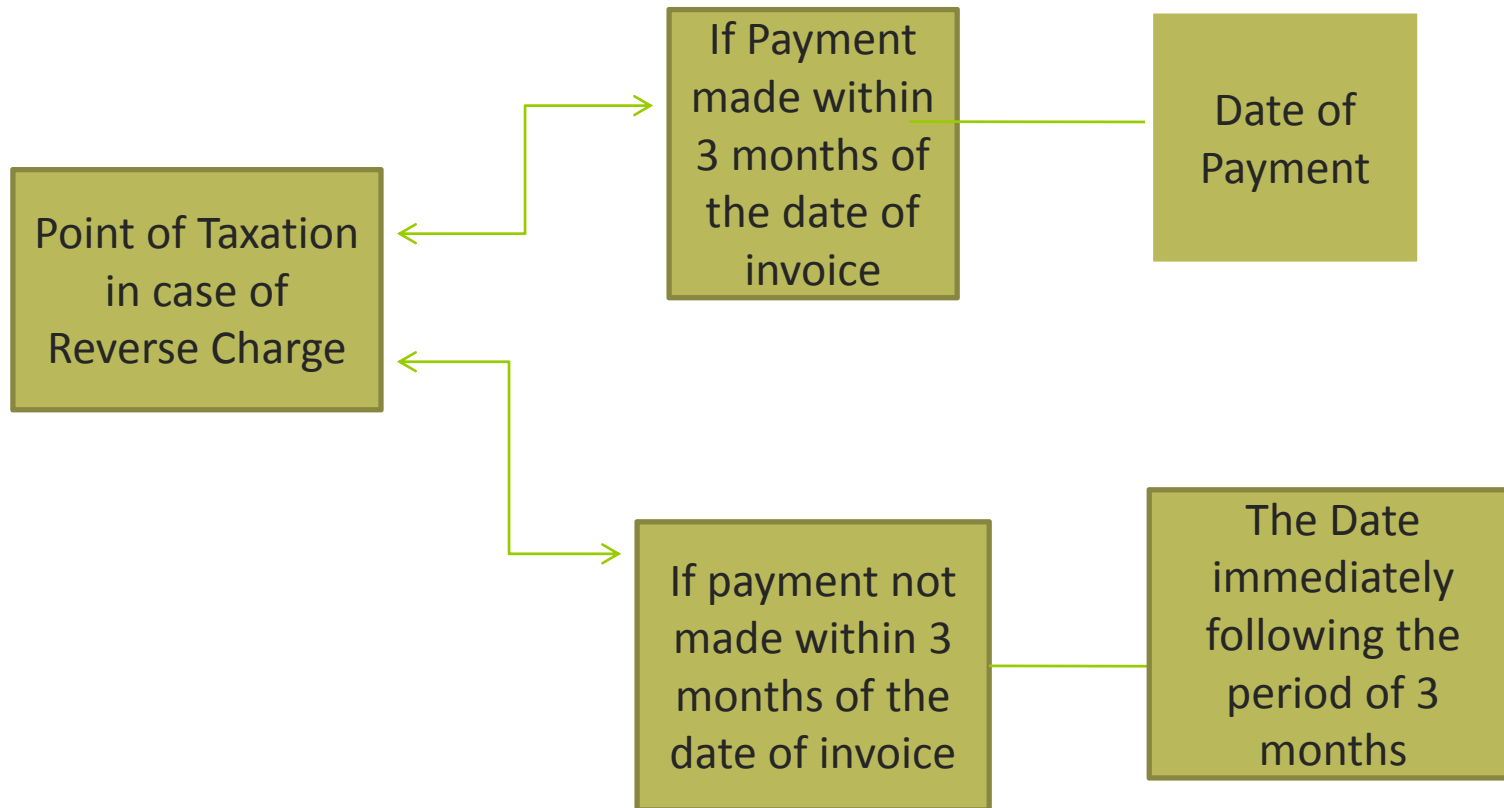 Point of Taxation
in case of
Reverse Charge
If Payment
made within
3 months of
the date of
invoice
Date of
Payment
If payment not
made within 3
months of the
date of invoice
The Date
immediately
following the
period of 3
months